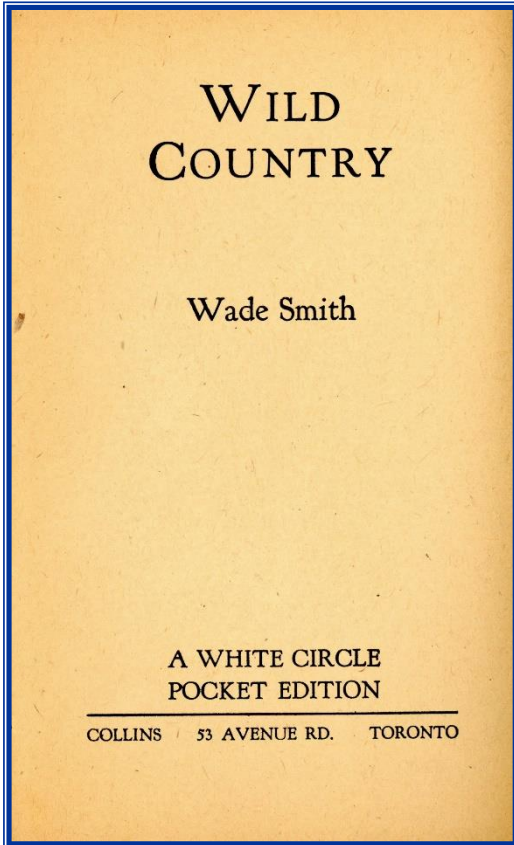 WILD
COUNTRY
Wade Smith
A WHITE CIRCLE
POCKET EDITION
COLLINS 53 AVENUE RD. TORONTO